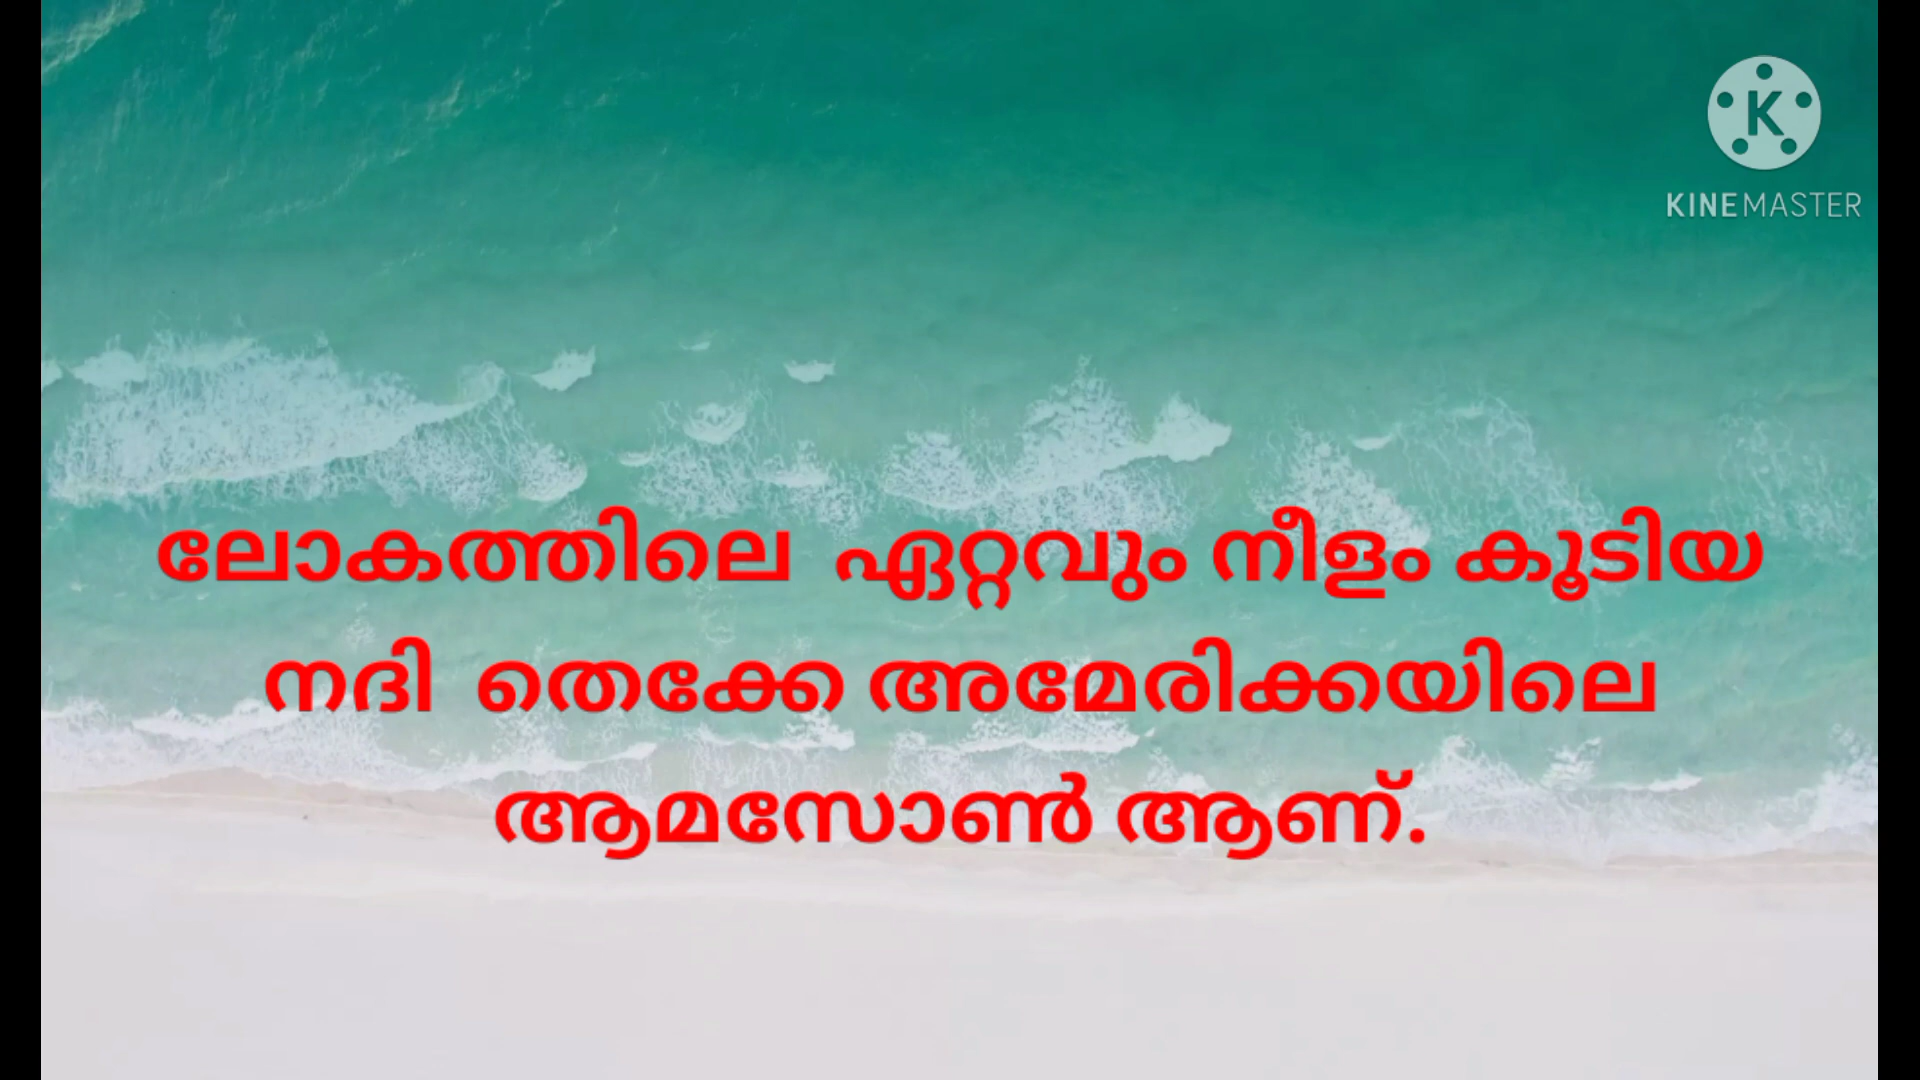 KINEMASTER
ലോകത്തിലെ ഏറ്റവും നീളം കൂടിയ
നദി തെക്കേ അമേരിക്കയിലെ
ആമസോൺ ആണ്.